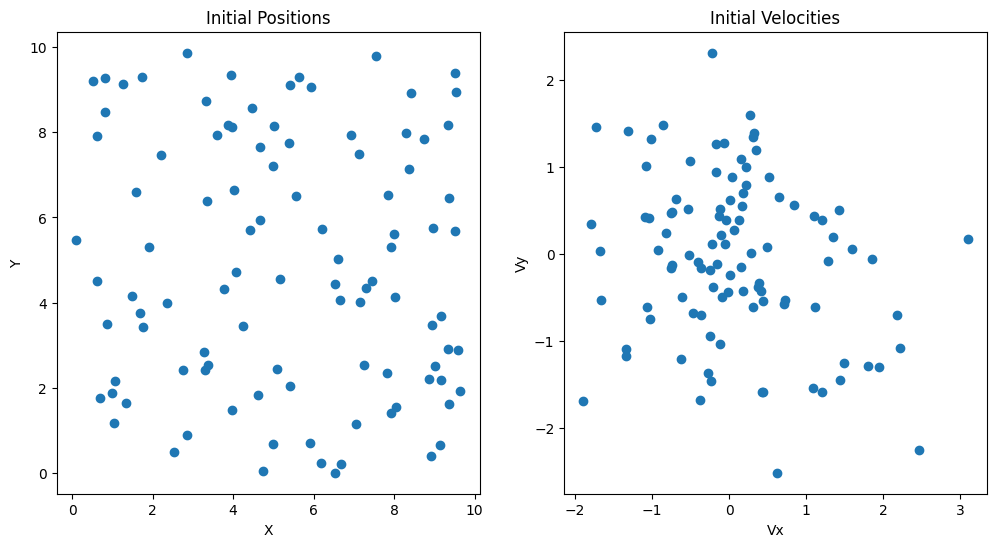 Initial Positions
10
8
6
4
2
0
Y
0 2 4 6 8 10
X
Initial Velocities
2
1
0
−1
−2
Vy
−2 −1 0 1 2 3
Vx